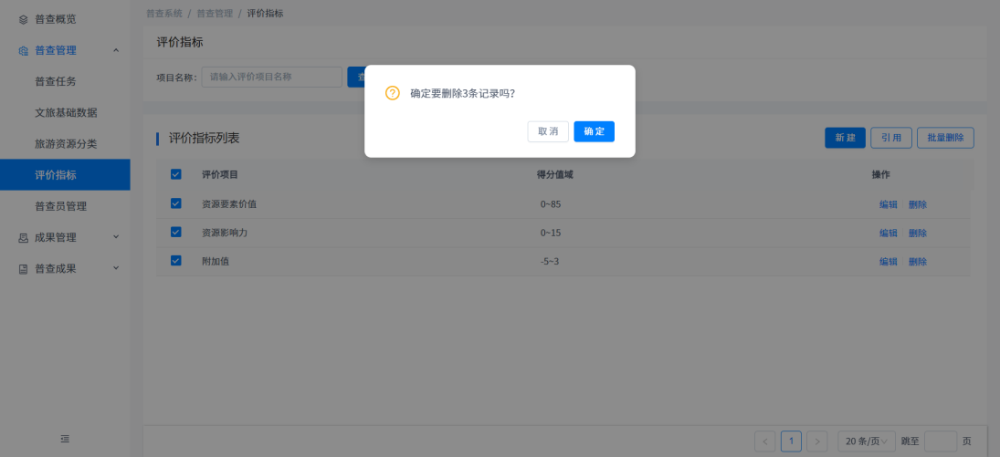 普查概览
普查管理
普查任务
文旅基础数据
旅游资源分类
评价指标
普查员管理
成果管理
普查成果
普查系统 / 普查管理 / 评价指标
评价指标
项目名称: 请输入评价项目名称
确定要删除3条记录吗?
取 消 确 定
评价指标列表 新 建 引 用 批量删除
评价项目 得分值域 操作
资源要素价值 0~85 编辑 删除
资源影响力 0~15 编辑 删除
附加值 -5~3 编辑 删除
< 1 > 20 条/页 跳至 页